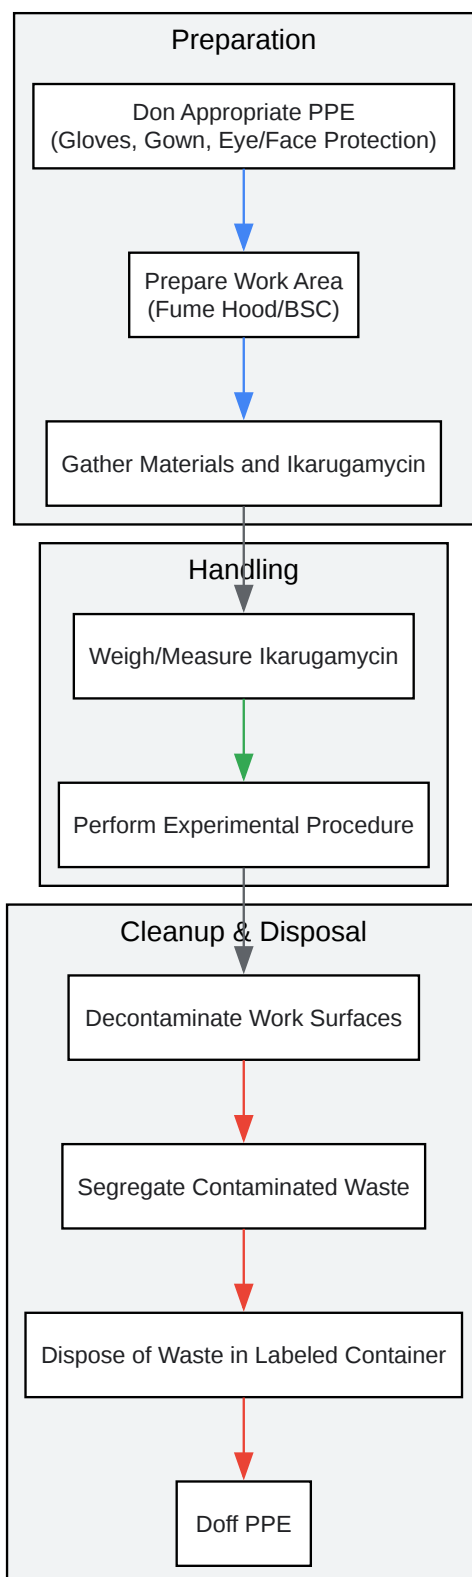 Preparation
Don Appropriate PPE
(Gloves, Gown, Eye/Face Protection)
Prepare Work Area
(Fume Hood/BSC)
Gather Materials and Ikarugamycin
Handling
Weigh/Measure Ikarugamycin
Perform Experimental Procedure
Cleanup & Disposal
Decontaminate Work Surfaces
Segregate Contaminated Waste
Dispose of Waste in Labeled Container
Doff PPE